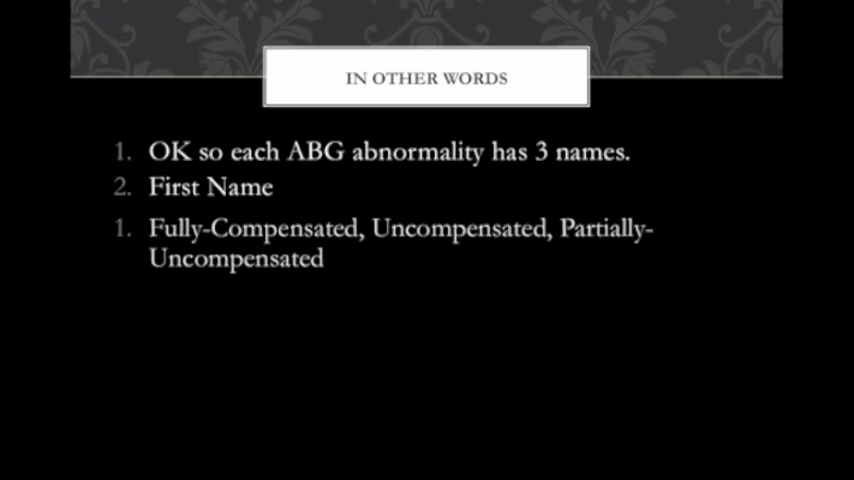 IN OTHER WORDS
1. OK so each ABG abnormality has 3 names.
2. First Name
1. Fully-Compensated, Uncompensated, Partially-
Uncompensated